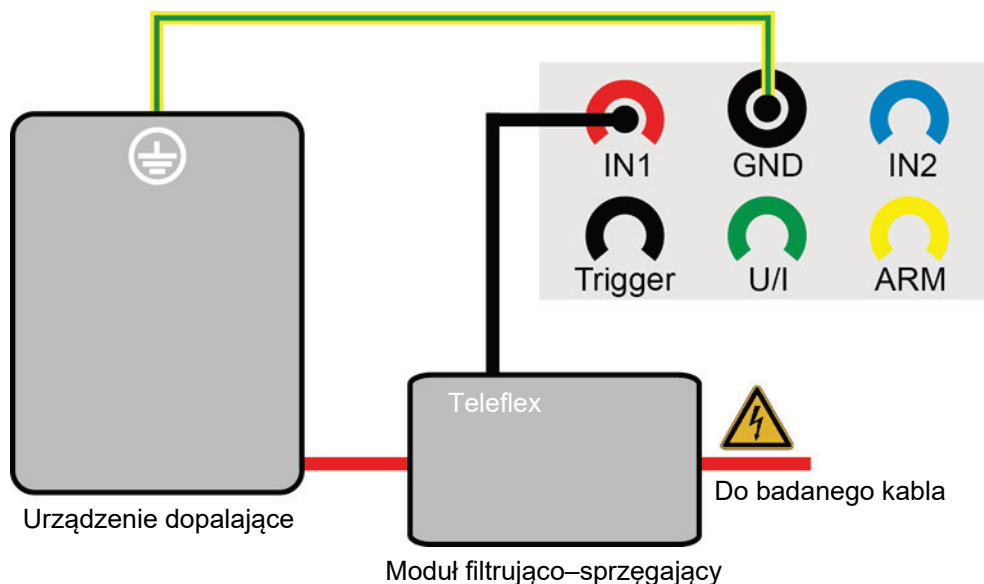 IN1 GND IN2
Trigger U/I ARM
Teleflex
Do badanego kabla
Urządzenie dopalające
Moduł filtrująco–sprzęgający